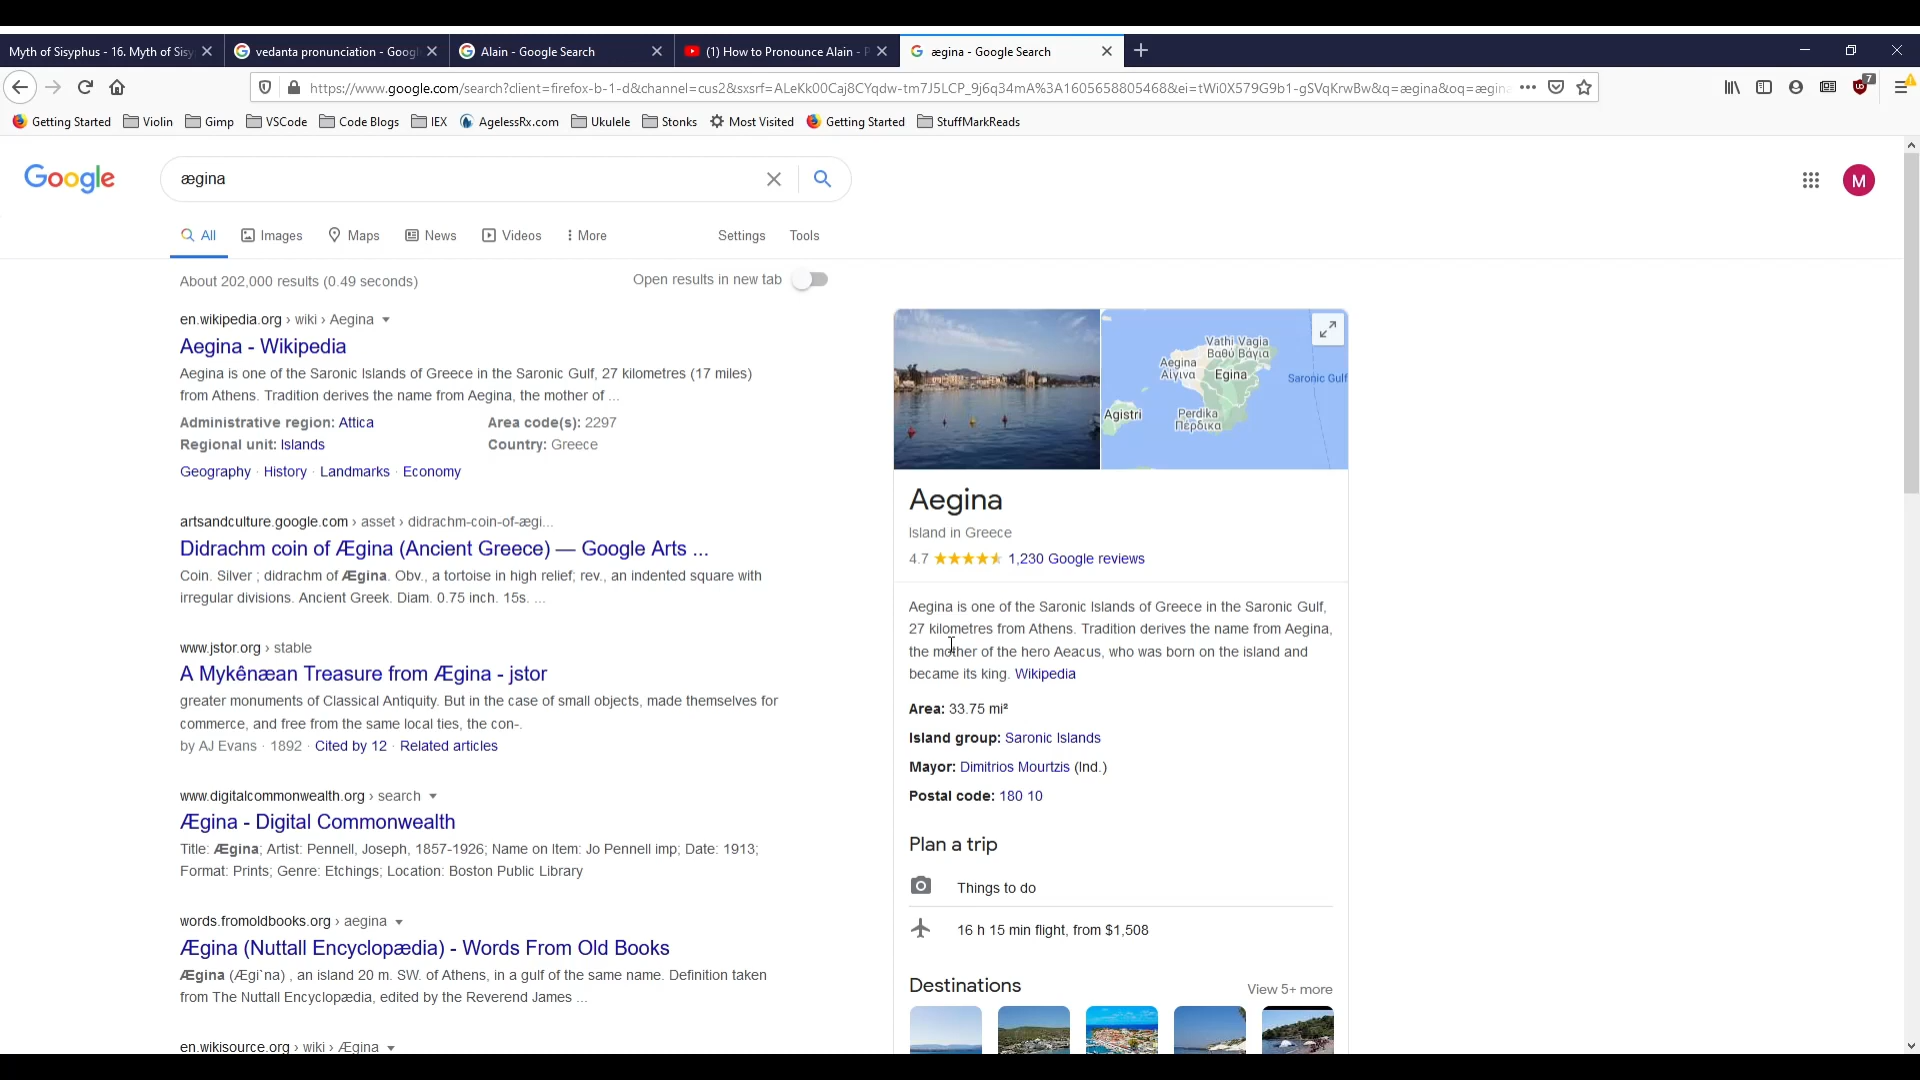 Myth of Sisyphus - 16. Myth of Sisy
vedanta pronunciation - Googl
Alain - Google Search
(1) How to Pronounce Alain - P
ægina - Google Search
https://www.google.com/search?client=firefox-b-1-d&channel=cus2&sxsrf=ALeKk00Caj8CYqdw-tm7J5LCP_9j6q34mA%3A1605658805468&ei=tWi0X579G9b1-gSVqKrwBw&q=ægina&oq=ægina
7
Getting Started
Violin
Gimp
VSCode
Code Blogs
IEX
AgelessRx.com
Ukulele
Stonks
Most Visited
Getting Started
StuffMarkReads
Google
ægina
M
All
Images
Maps
News
Videos
More
Settings
Tools
About 202,000 results (0.49 seconds)
Open results in new tab
en.wikipedia.org › wiki › Aegina
Aegina - Wikipedia
Aegina is one of the Saronic Islands of Greece in the Saronic Gulf, 27 kilometres (17 miles)
from Athens. Tradition derives the name from Aegina, the mother of ...
Administrative region: Attica
Area code(s): 2297
Regional unit: Islands
Country: Greece
Geography · History · Landmarks · Economy
artsandculture.google.com › asset › didrachm-coin-of-ægi...
Didrachm coin of Ægina (Ancient Greece) — Google Arts ...
Coin. Silver ; didrachm of Ægina. Obv., a tortoise in high relief; rev., an indented square with
irregular divisions. Ancient Greek. Diam. 0.75 inch. 15s. ...
www.jstor.org › stable
A Mykênæan Treasure from Ægina - jstor
greater monuments of Classical Antiquity. But in the case of small objects, made themselves for
commerce, and free from the same local ties, the con-.
by AJ Evans · 1892 · Cited by 12 · Related articles
www.digitalcommonwealth.org › search
Ægina - Digital Commonwealth
Title: Ægina; Artist: Pennell, Joseph, 1857-1926; Name on Item: Jo Pennell imp; Date: 1913;
Format: Prints; Genre: Etchings; Location: Boston Public Library
words.fromoldbooks.org › aegina
Ægina (Nuttall Encyclopædia) - Words From Old Books
Ægina (Ægi`na) , an island 20 m. SW. of Athens, in a gulf of the same name. Definition taken
from The Nuttall Encyclopædia, edited by the Reverend James ...
en.wikisource.org › wiki › Ægina
Vathi Vagia
Βαθύ Βάγια
Aegina
Αίγινα
Egina
Saronic Gulf
Agistri
Perdika
Πέρδικα
Aegina
Island in Greece
4.7
1,230 Google reviews
Aegina is one of the Saronic Islands of Greece in the Saronic Gulf,
27 kilometres from Athens. Tradition derives the name from Aegina,
the mother of the hero Aeacus, who was born on the island and
became its king. Wikipedia
Area: 33.75 mi²
Island group: Saronic Islands
Mayor: Dimitrios Mourtzis (Ind.)
Postal code: 180 10
Plan a trip
Things to do
16 h 15 min flight, from $1,508
Destinations
View 5+ more